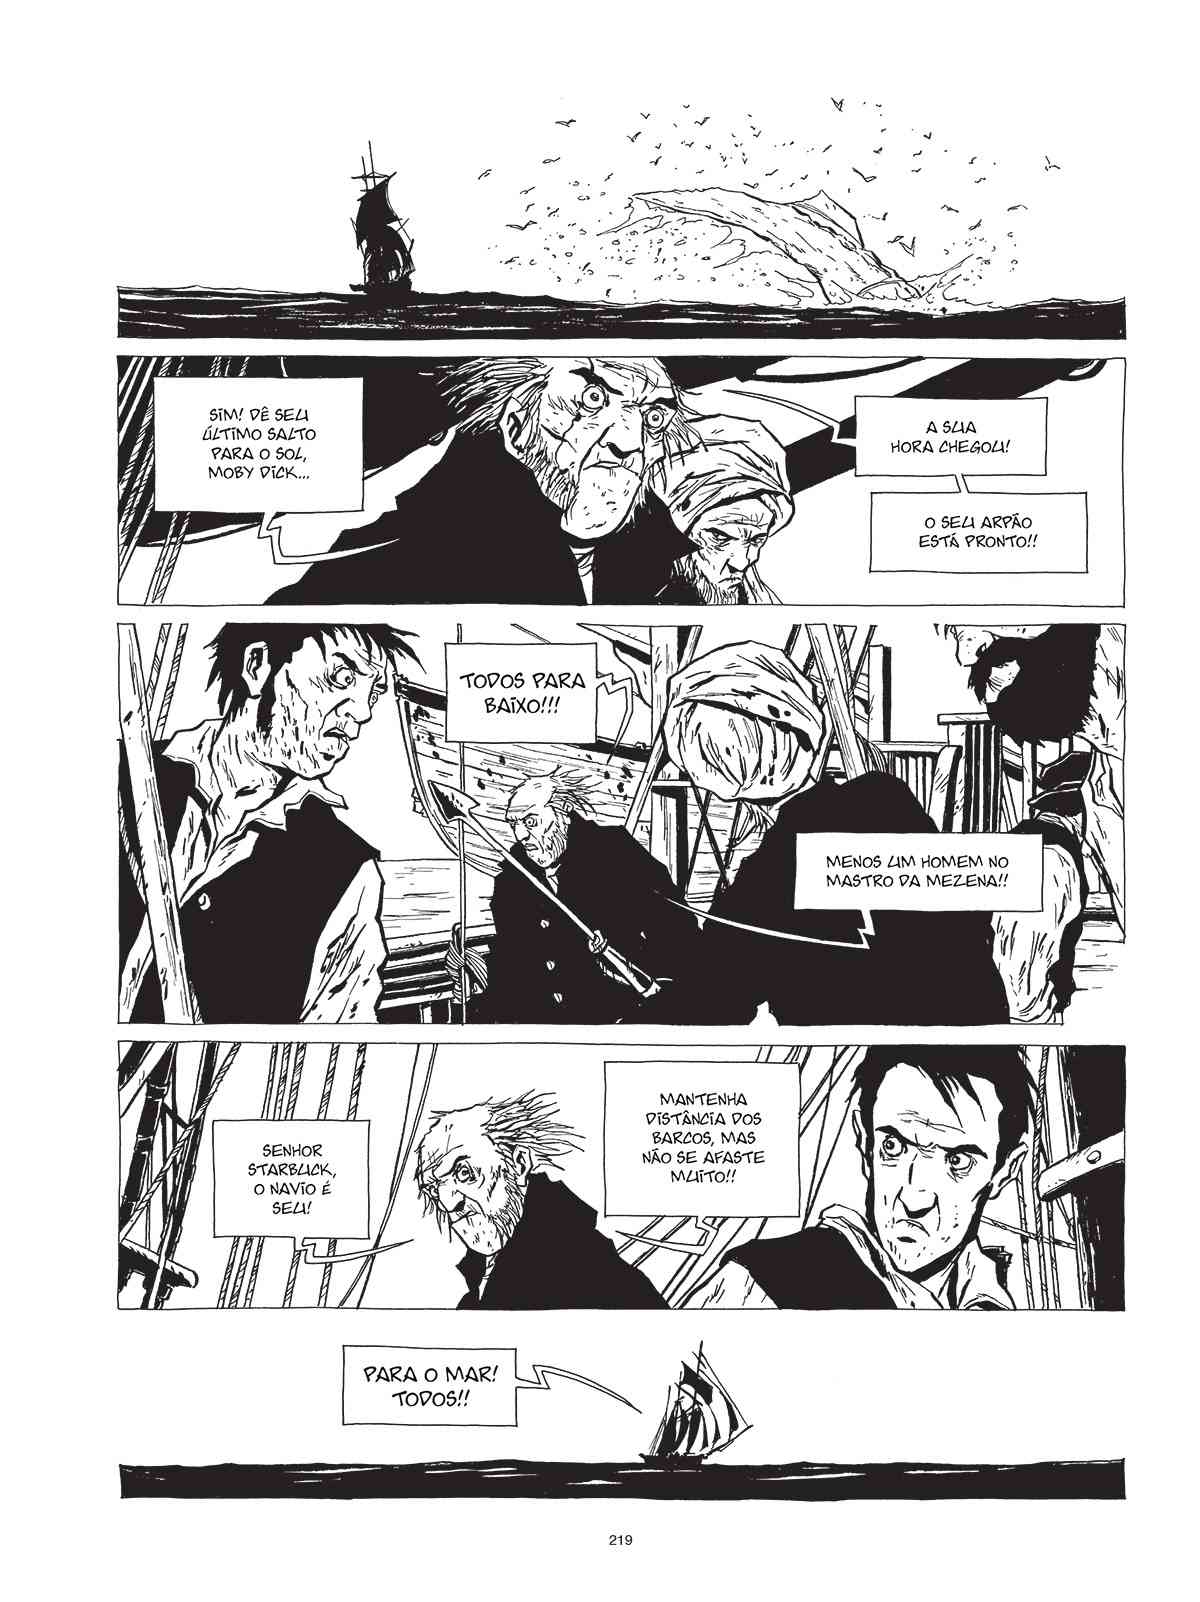 SIM! DÊ SEU
ÚLTIMO SALTO
PARA O SOL,
MOBY DICK...
A SUA
HORA CHEGOU!
O SEU ARPÃO
ESTÁ PRONTO!!
TODOS PARA
BAIXO!!!
MENOS UM HOMEM NO
MASTRO DA MEZENA!!
SENHOR
STARBUCK,
O NAVIO É
SEU!
MANTENHA
DISTÂNCIA DOS
BARCOS, MAS
NÃO SE AFASTE
MUITO!!
PARA O MAR!
TODOS!!
219